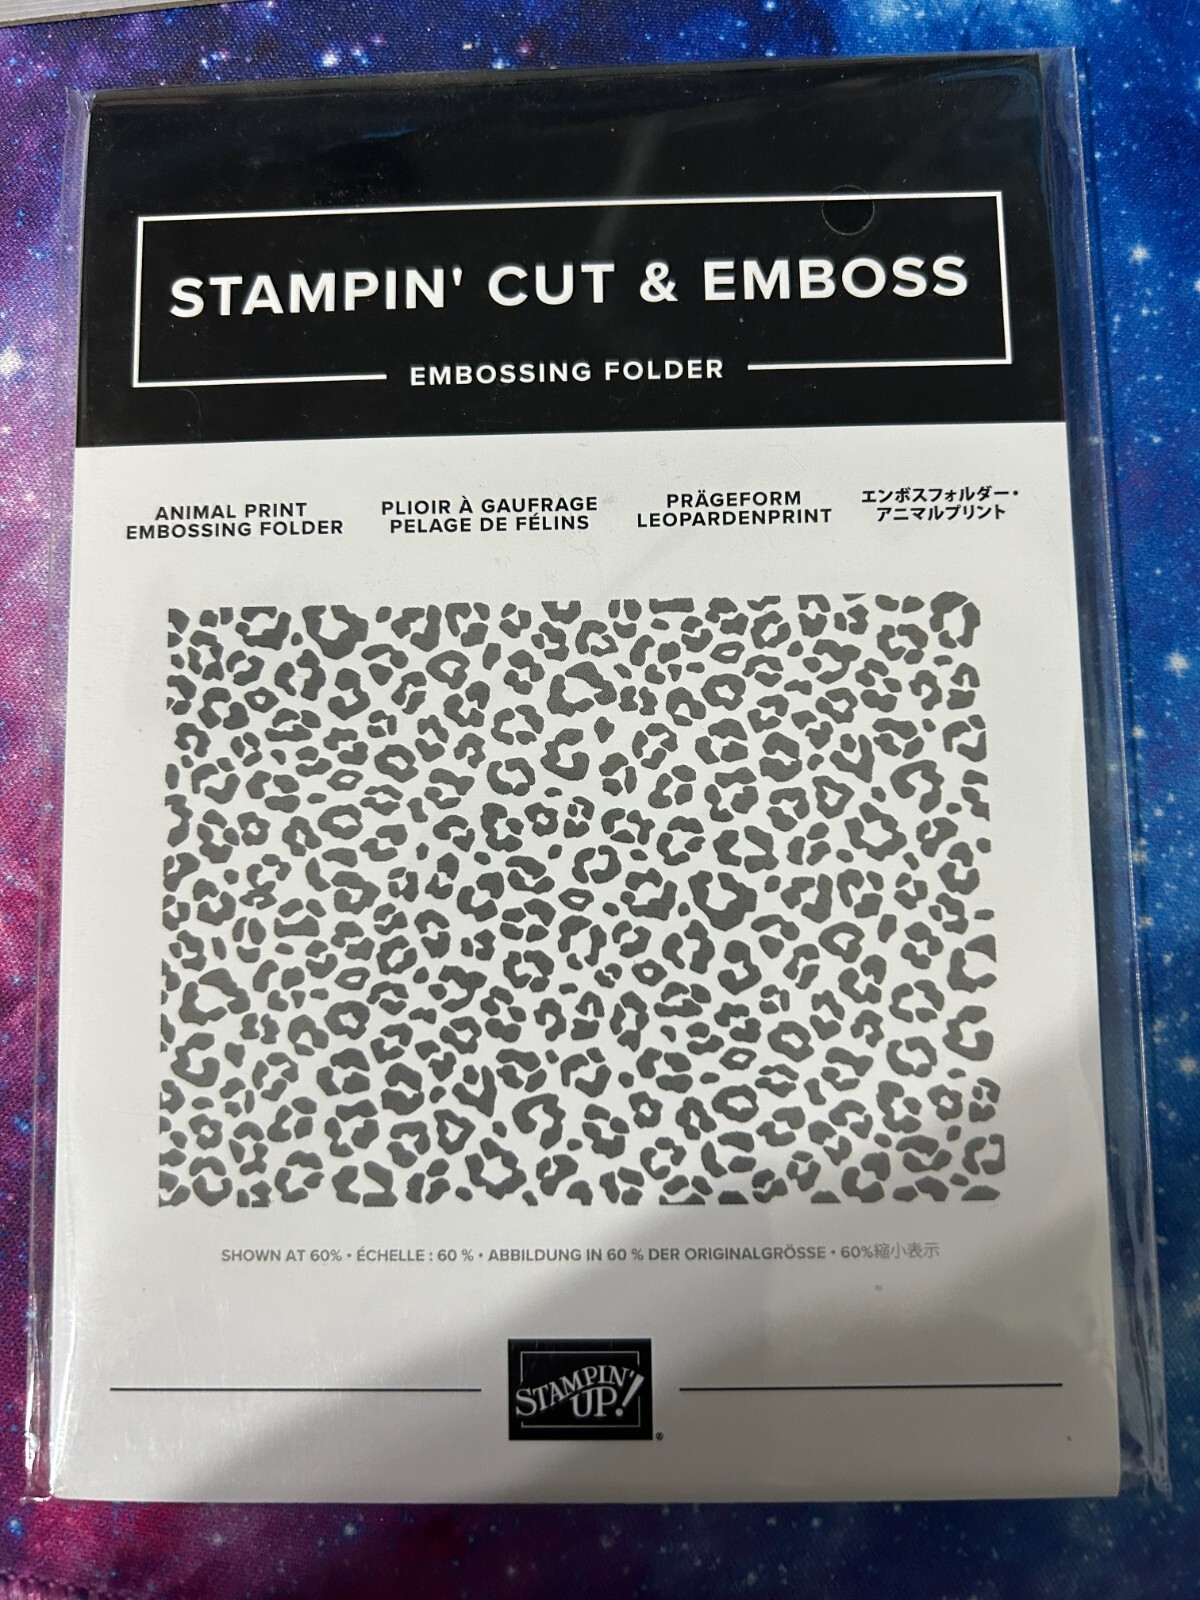 STAMPIN' CUT & EMBOSS
EMBOSSING FOLDER
ANIMAL PRINT
EMBOSSING FOLDER
PLIOIR À GAUFRAGE
PELAGE DE FÉLINS
PRÄGEFORM
LEOPARDENPRINT
エンボスフォルダー・
アニマルプリント
SHOWN AT 60% • ÉCHELLE : 60 % • ABBILDUNG IN 60 % DER ORIGINALGRÖSSE • 60%縮小表示
STAMPIN'
UP!®